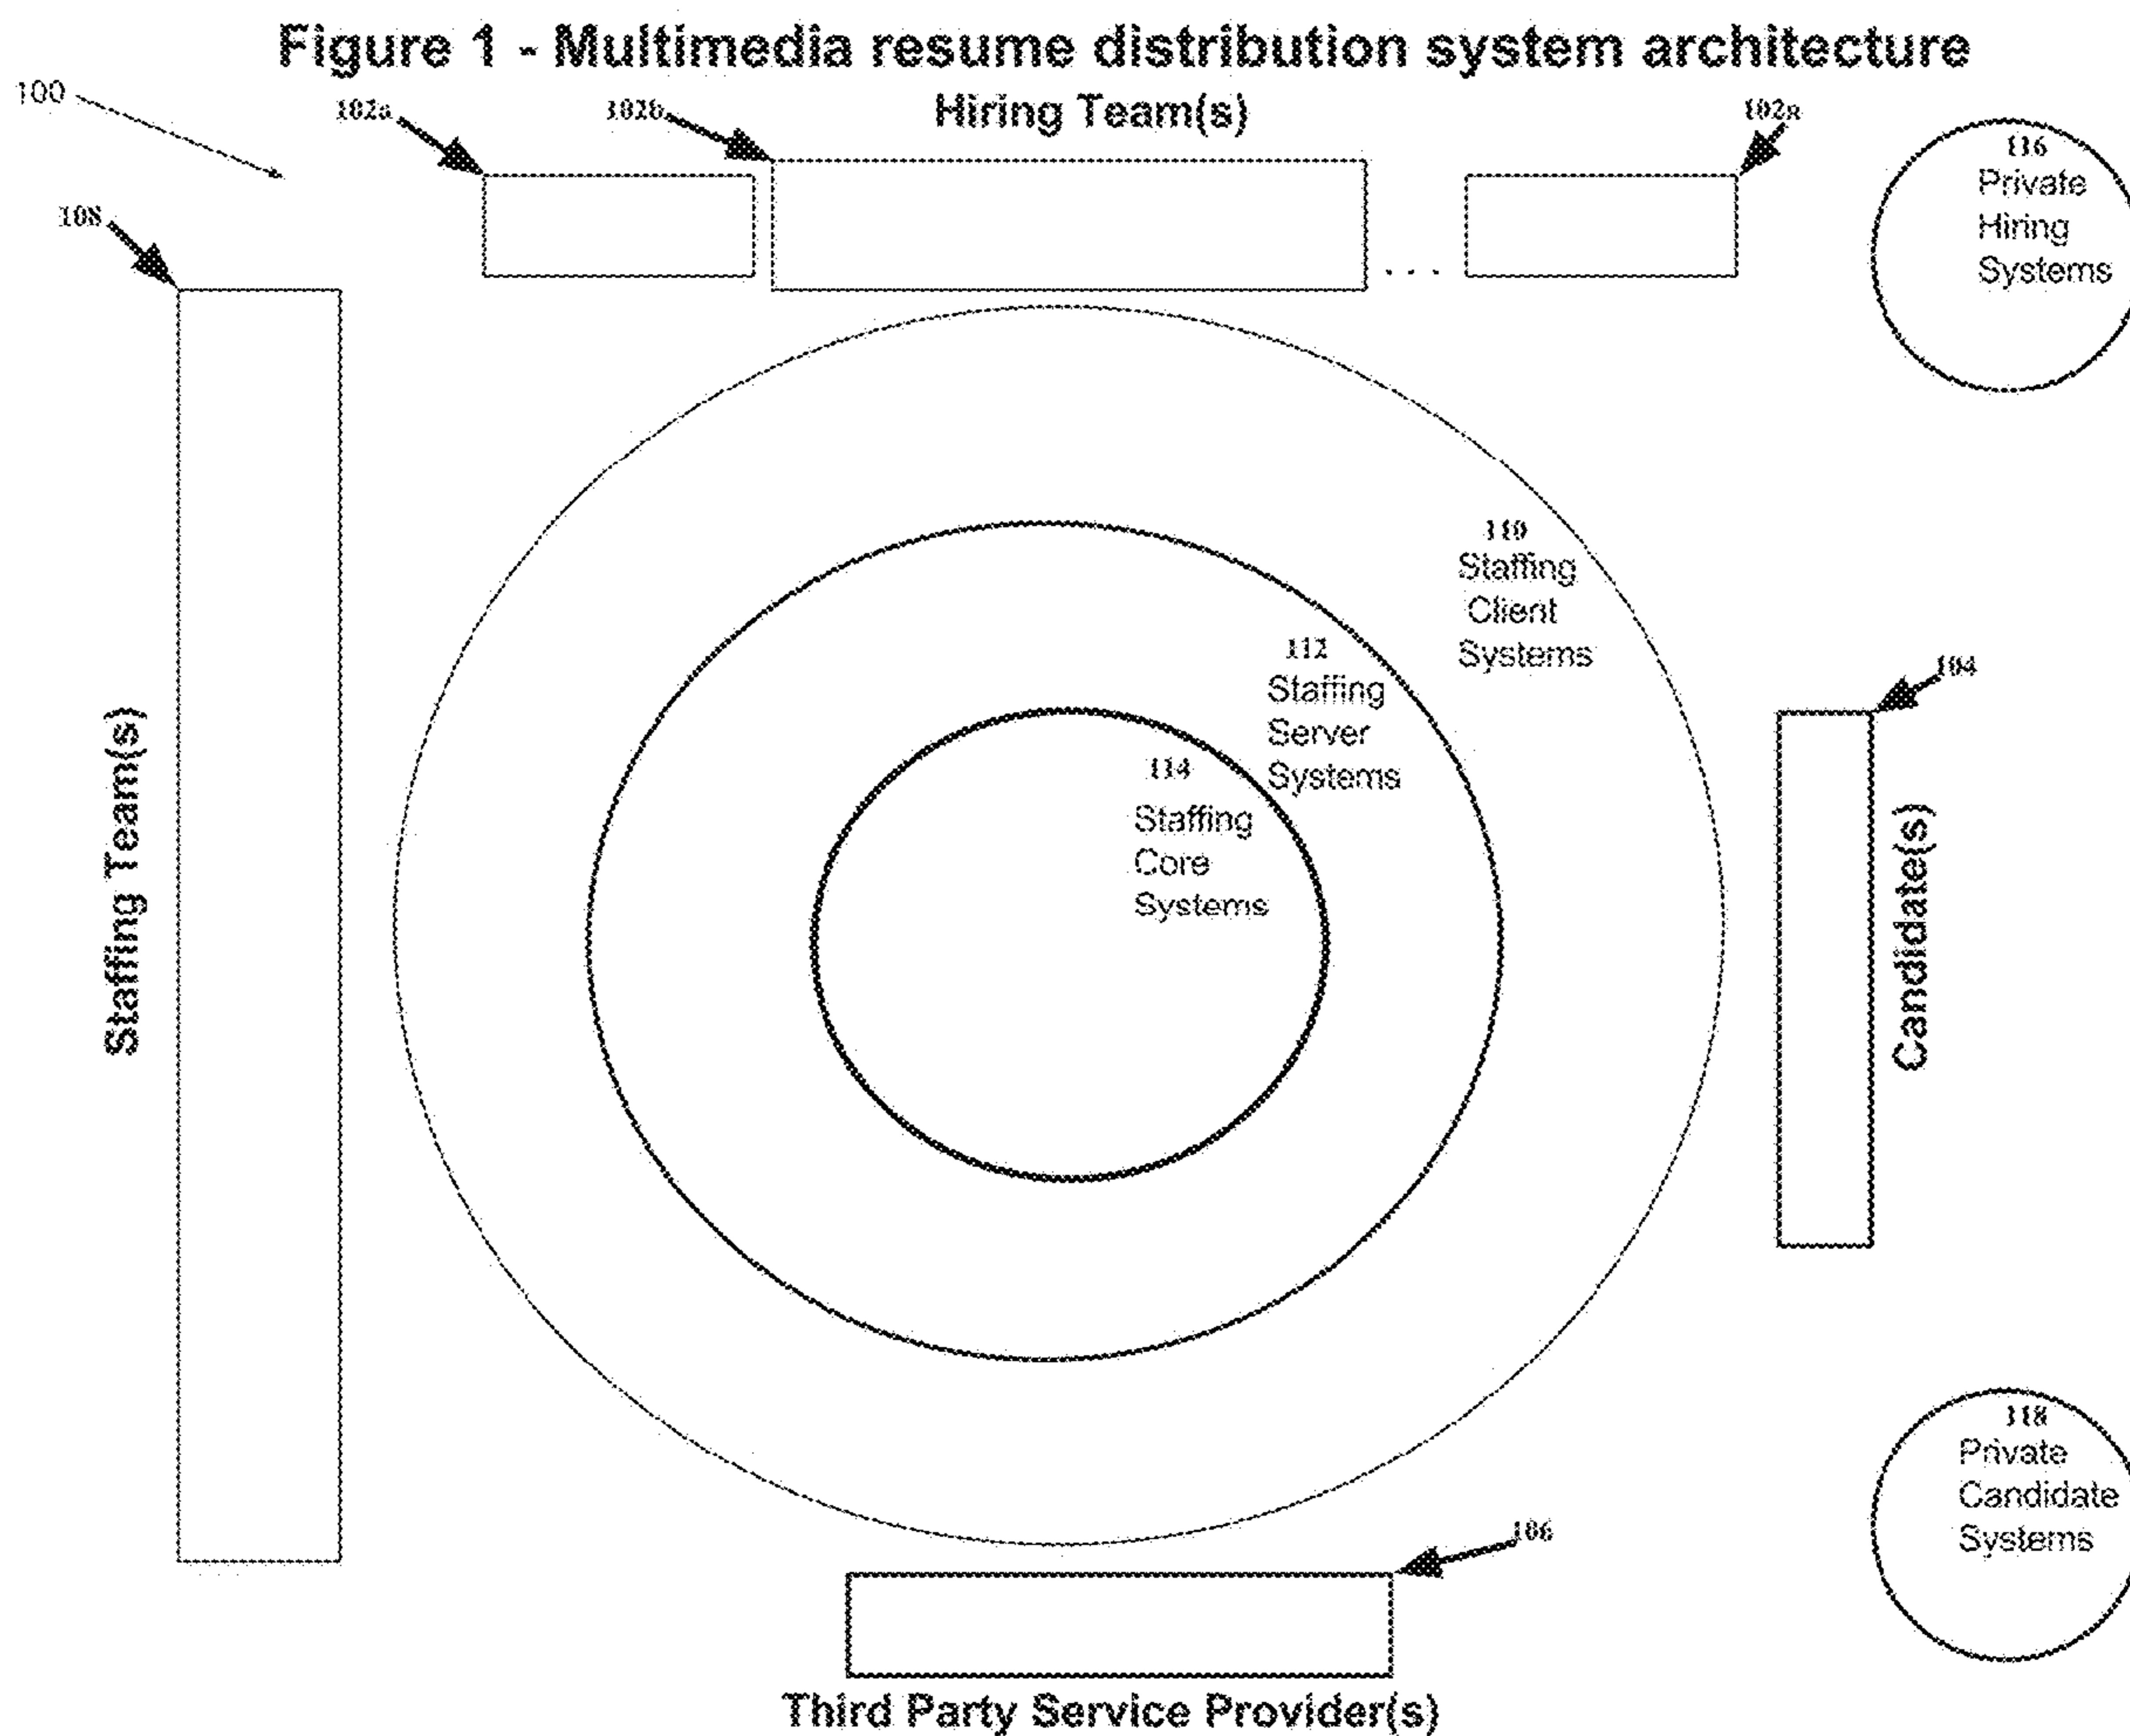 Figure 1 - Multimedia resume distribution system architecture
100
102a
102b
Hiring Team(s)
102n
116
Private
Hiring
Systems
108
. . .
110
Staffing
Client
Systems
112
Staffing
Server
Systems
104
114
Staffing
Core
Systems
Staffing Team(s)
Candidate(s)
118
Private
Candidate
Systems
106
Third Party Service Provider(s)